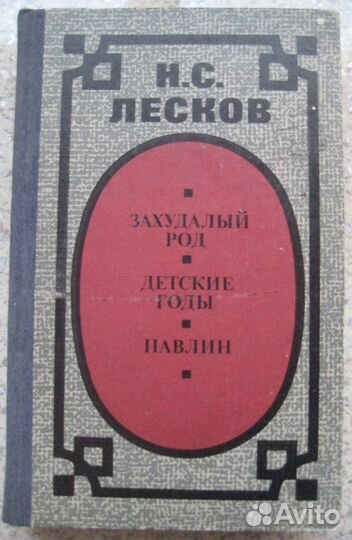 Н.С.
ЛЕСКОВ
ЗАХУДАЛЫЙ
РОД
ДЕТСКИЕ
ГОДЫ
ПАВЛИН
Avito